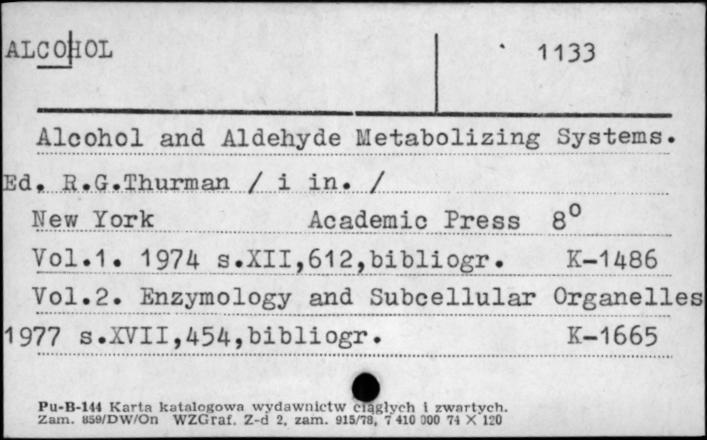 ALCOHOL 1133
Alcohol and Aldehyde Metabolizing Systems.
Ed. R.G.Thurman / i in. /
New York Academic Press 8⁰
Vol.1. 1974 s.XII,612,bibliogr. K-1486
Vol.2. Enzymology and Subcellular Organelles
1977 s.XVII,454,bibliogr. K-1665
Pu-B-144 Karta katalogowa wydawnictw ciągłych i zwartych.
Zam. 859/DW/On WZGraf. Z-d 2, zam. 915/78, 7 410 000 74 X 120